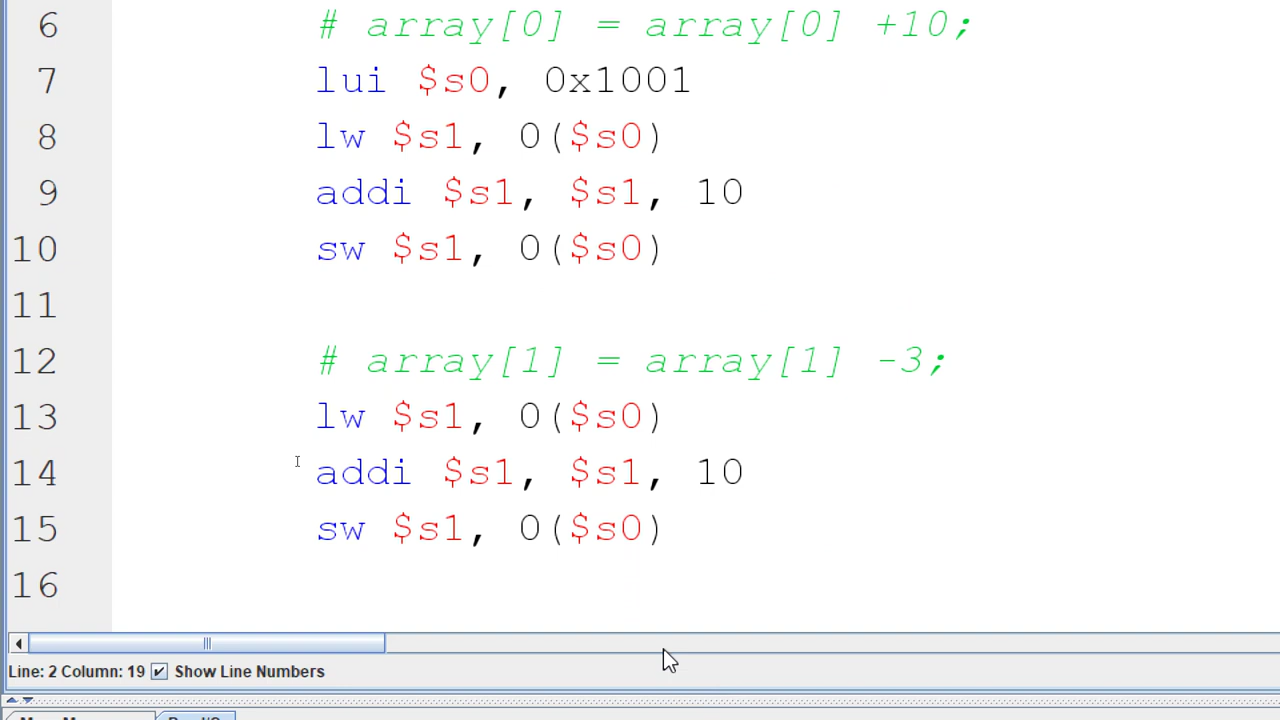 6 # array[0] = array[0] +10;
7 lui $s0, 0x1001
8 lw $s1, 0($s0)
9 addi $s1, $s1, 10
10 sw $s1, 0($s0)
11
12 # array[1] = array[1] -3;
13 lw $s1, 0($s0)
14 addi $s1, $s1, 10
15 sw $s1, 0($s0)
16
Line: 2 Column: 19 Show Line Numbers